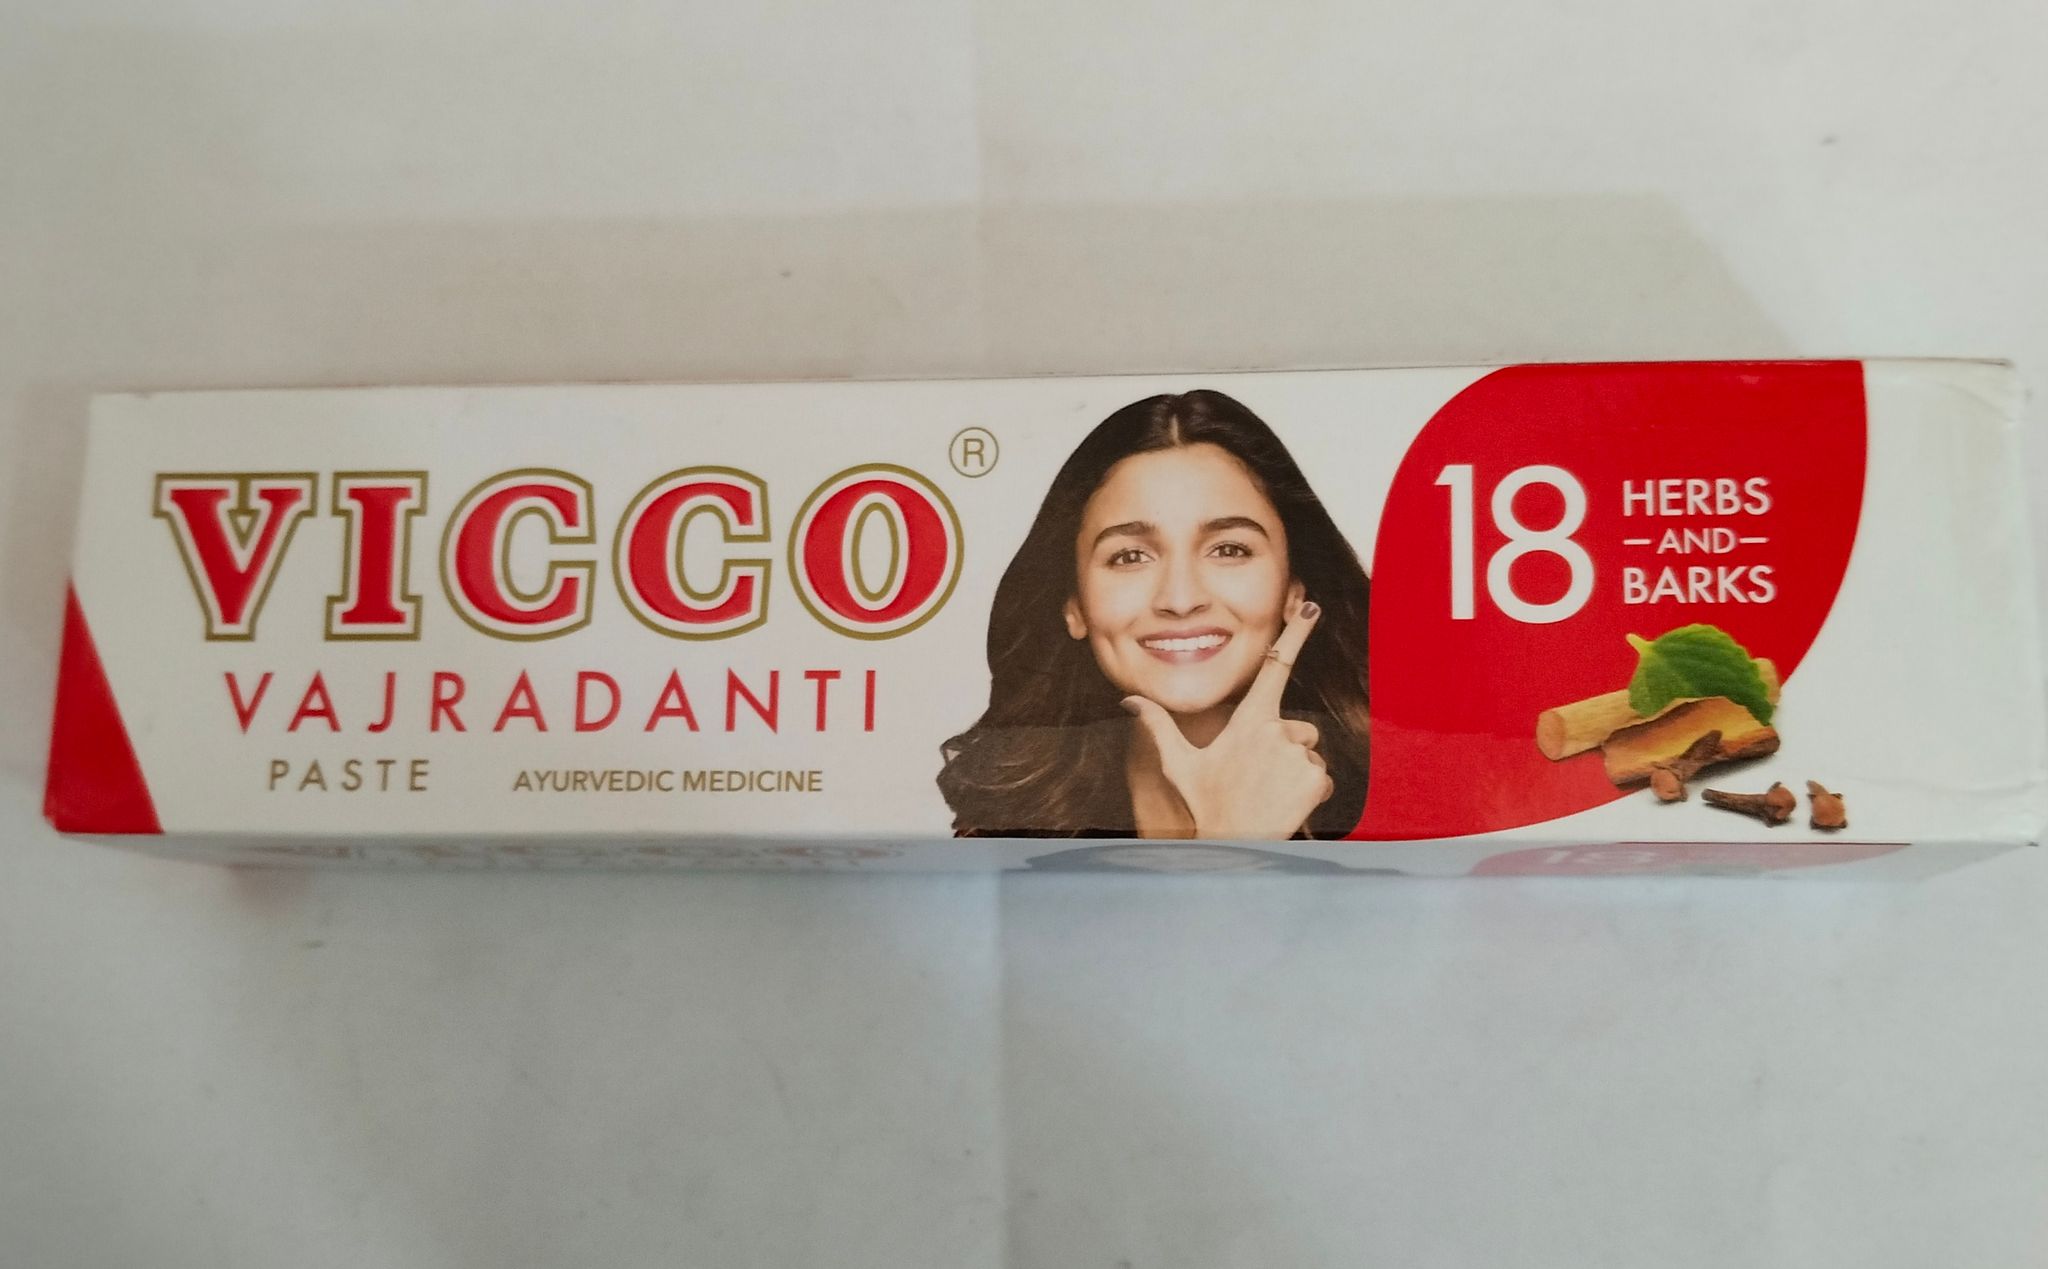 VICCO®
VAJRADANTI
PASTE AYURVEDIC MEDICINE
18 HERBS
-AND-
BARKS